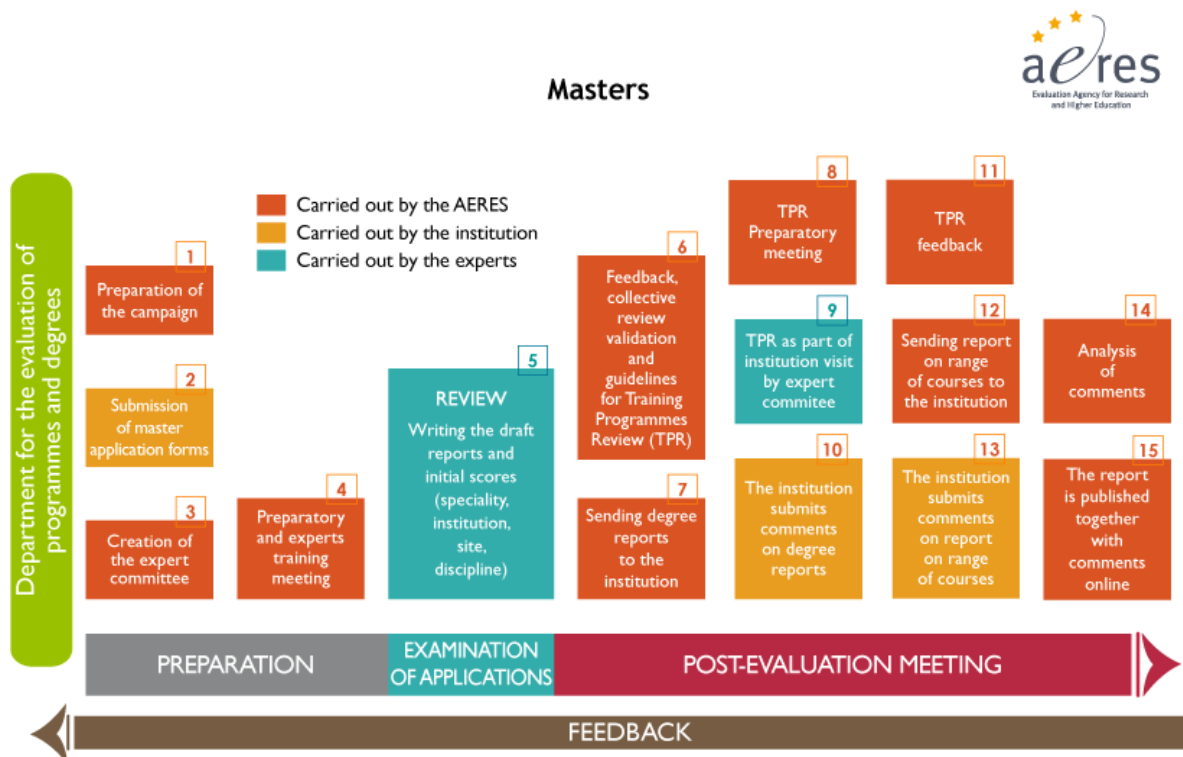 aeres
Evaluation Agency for Research
and Higher Education
Masters
Department for the evaluation of
programmes and degrees
Carried out by the AERES
Carried out by the institution
Carried out by the experts
1
Preparation of
the campaign
2
Submission
of master
application forms
3
Creation of
the expert
committee
4
Preparatory
and experts
training
meeting
5
REVIEW
Writing the draft
reports and
initial scores
(speciality,
institution,
site,
discipline)
6
Feedback,
collective
review
validation
and
guidelines
for Training
Programmes
Review (TPR)
7
Sending degree
reports
to the
institution
8
TPR
Preparatory
meeting
9
TPR as part of
institution visit
by expert
commitee
10
The institution
submits
comments
on degree
reports
11
TPR
feedback
12
Sending report
on range
of courses to
the institution
13
The institution
submits
comments
on report
on range
of courses
14
Analysis
of
comments
15
The report
is published
together
with
comments
online
PREPARATION
EXAMINATION
OF APPLICATIONS
POST-EVALUATION MEETING
FEEDBACK